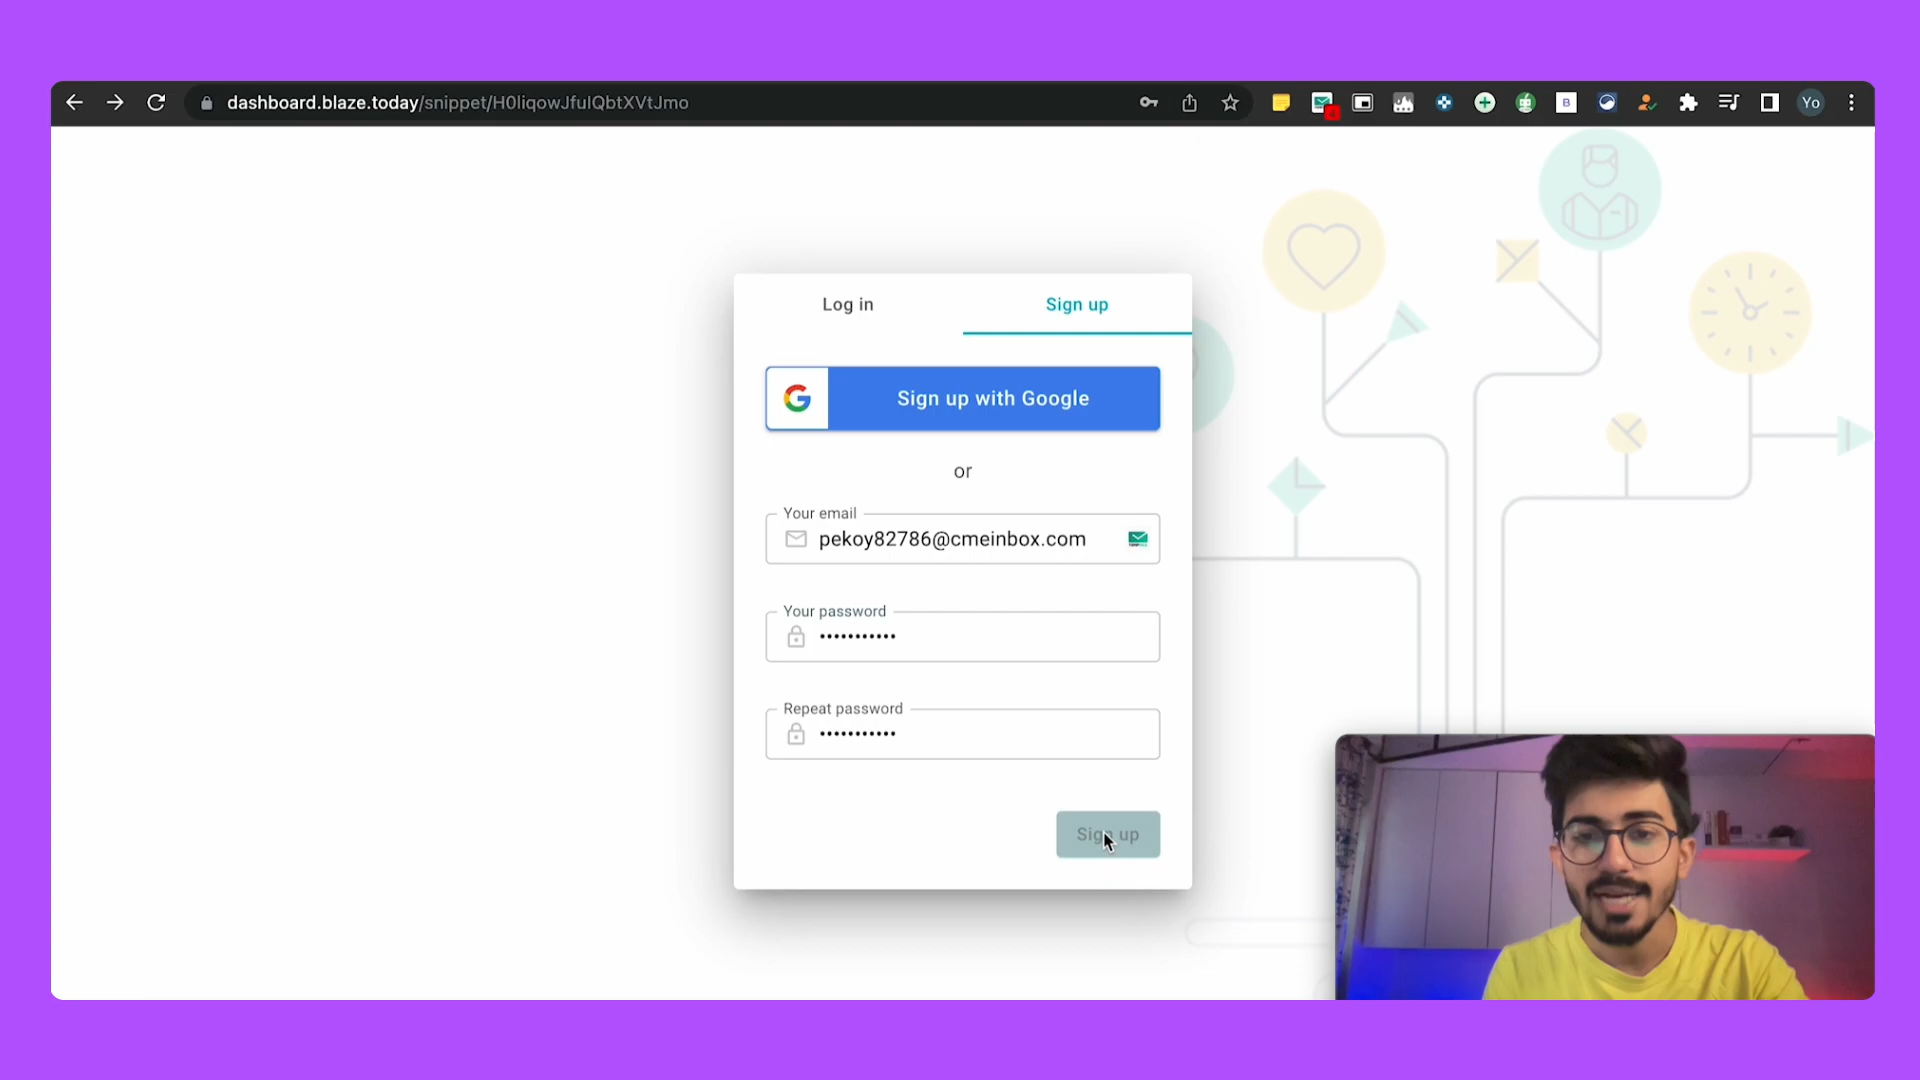 dashboard.blaze.today/snippet/H0liqowJfulQbtXVtJmo
B
Yo
Log in
Sign up
Sign up with Google
or
Your email
pekoy82786@cmeinbox.com
Your password
•••••••••••
Repeat password
•••••••••••
Sign up